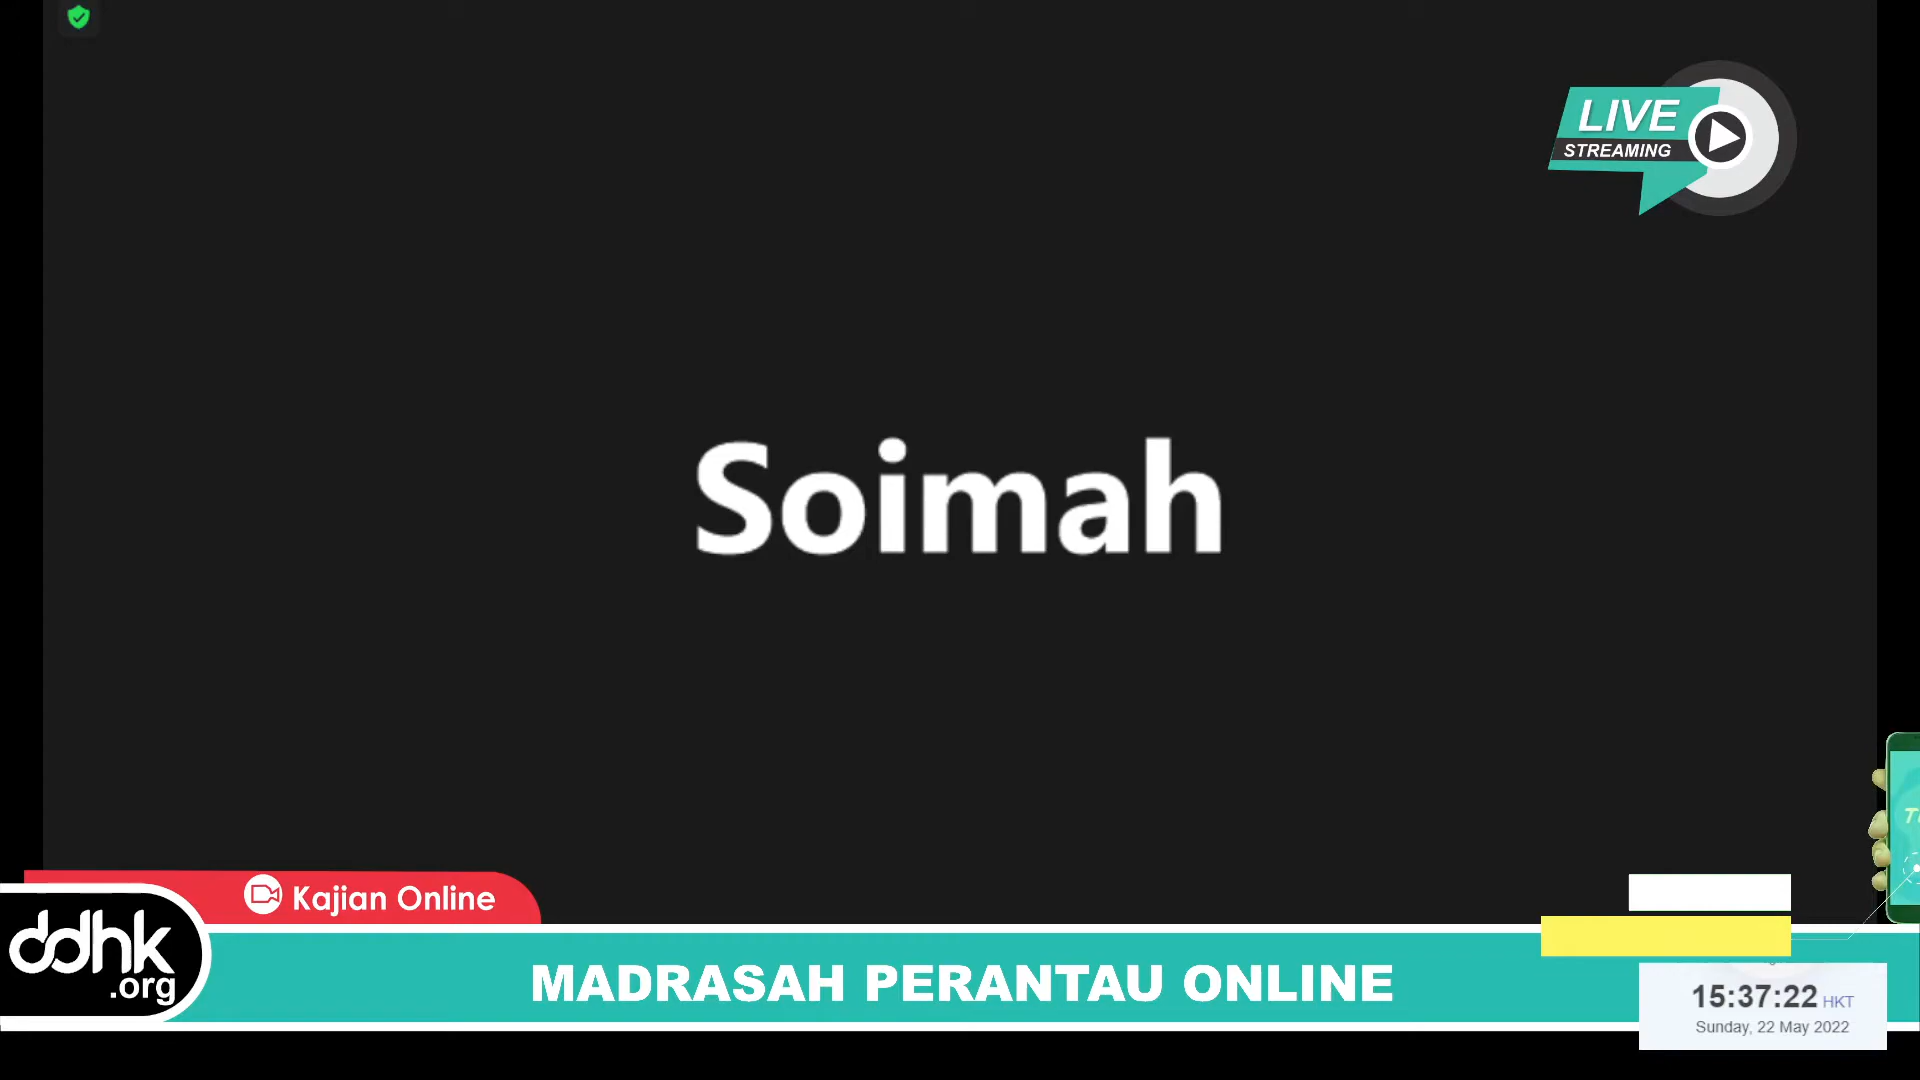 LIVE
STREAMING
Soimah
Kajian Online
ddhk
.org
MADRASAH PERANTAU ONLINE
15:37:22 HKT
Sunday, 22 May 2022